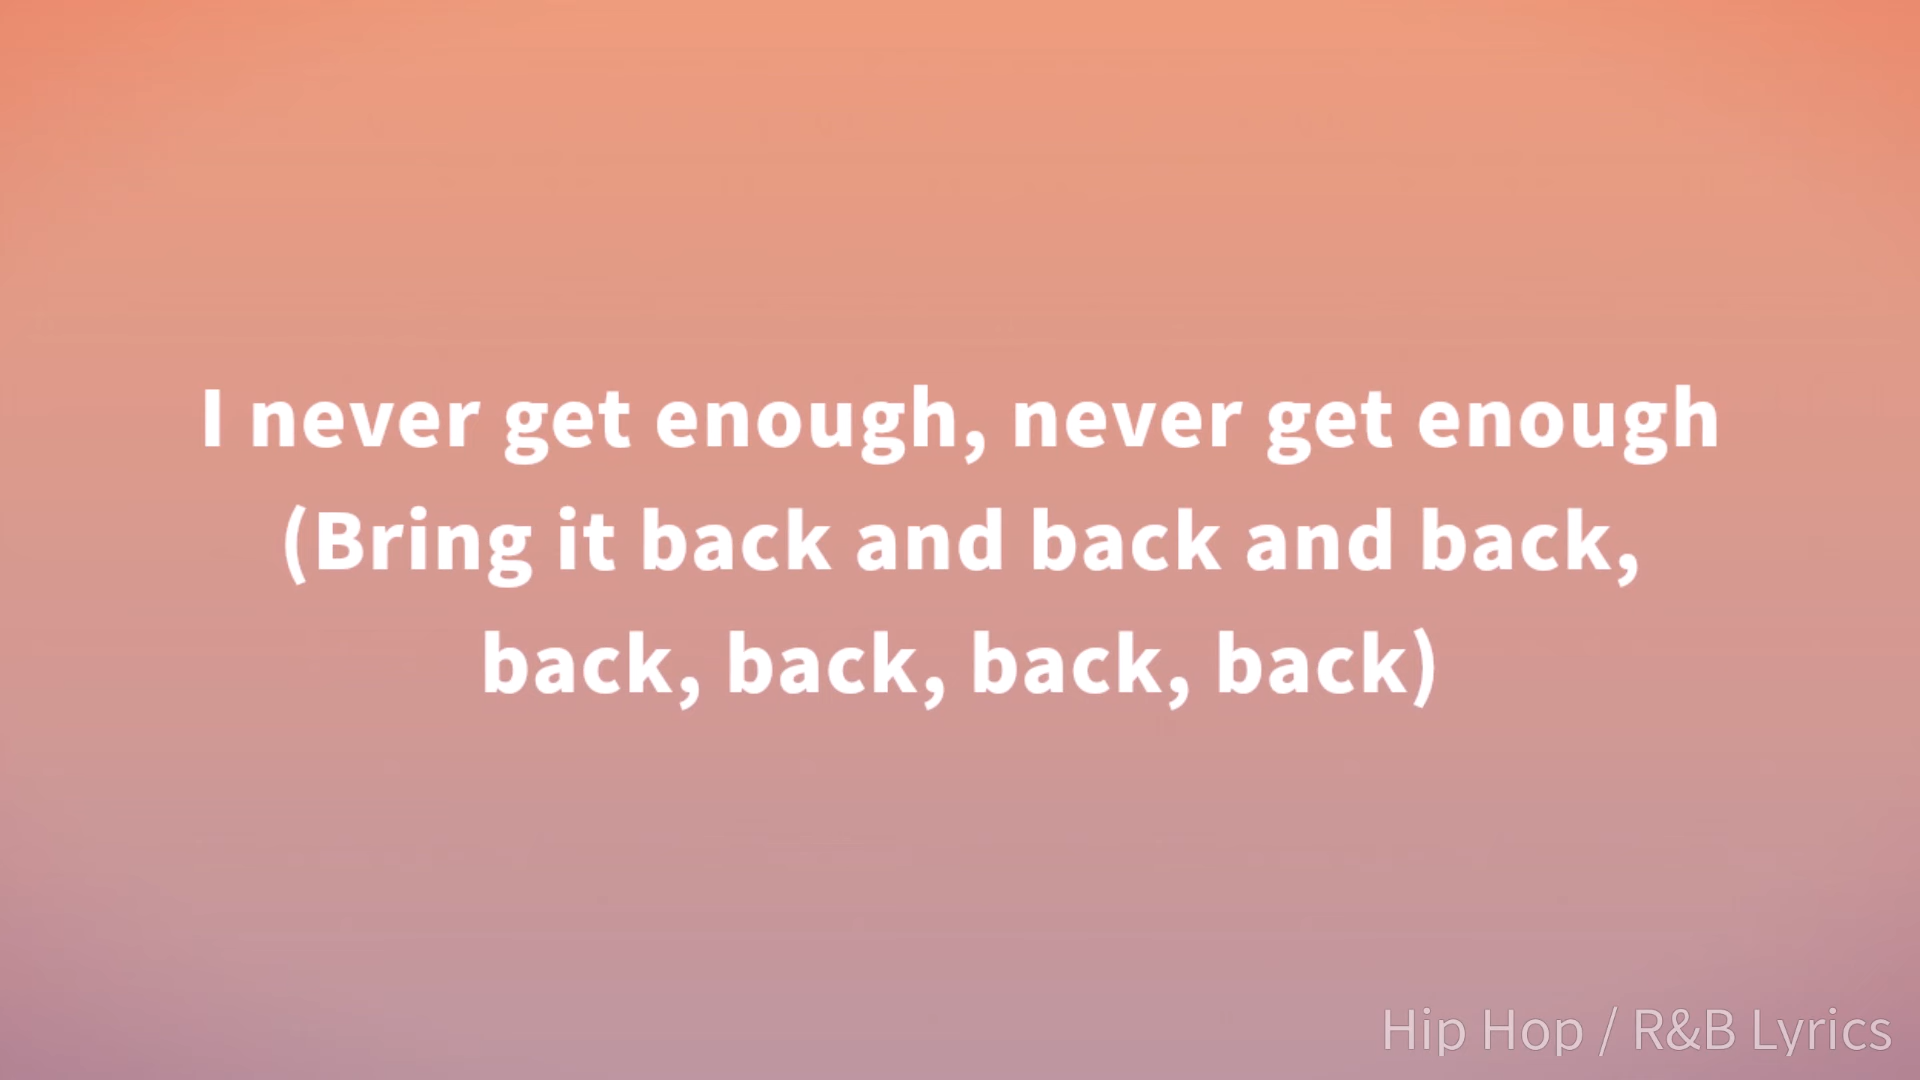 I never get enough, never get enough
(Bring it back and back and back,
back, back, back, back)
Hip Hop / R&B Lyrics